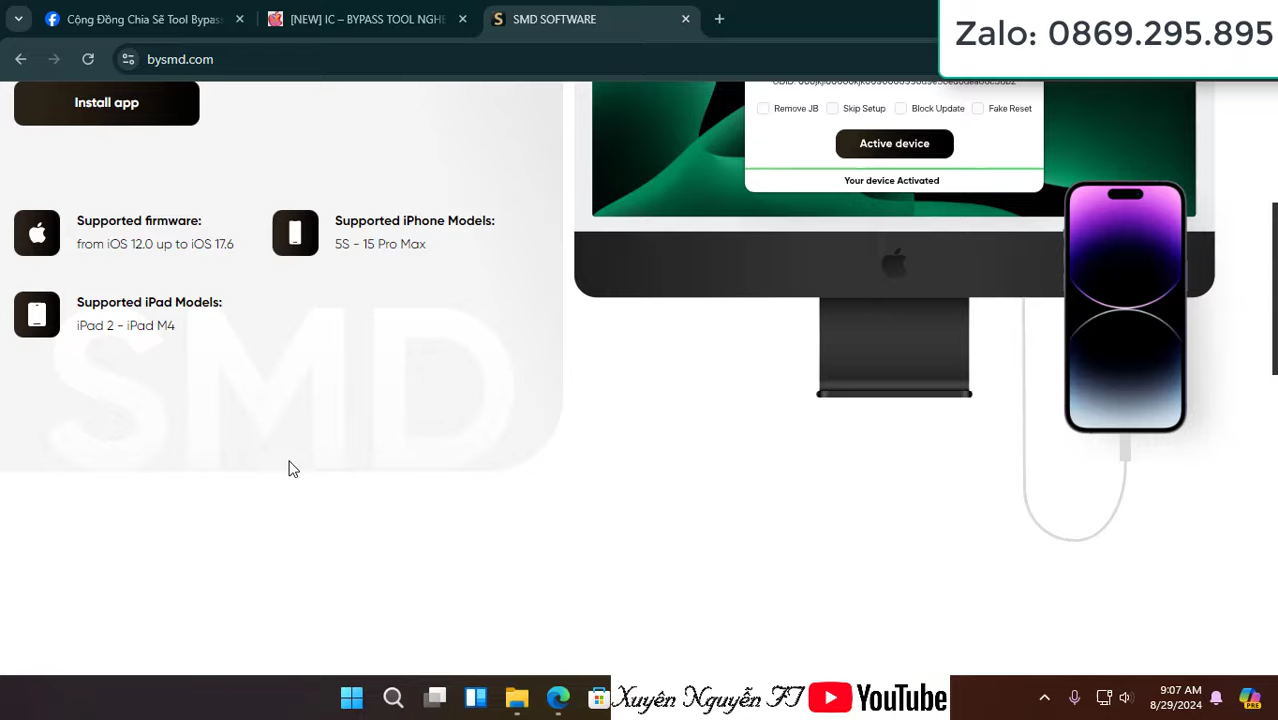 Cộng Đồng Chia Sẽ Tool Bypas
[NEW] IC – BYPASS TOOL NGHE
SMD SOFTWARE
Zalo: 0869.295.895
bysmd.com
Install app
Remove JB
Skip Setup
Block Update
Fake Reset
Active device
Your device Activated
Supported firmware:
from iOS 12.0 up to iOS 17.6
Supported iPhone Models:
5S - 15 Pro Max
Supported iPad Models:
iPad 2 - iPad M4
SMD
Xuyên Nguyễn FT
YouTube
9:07 AM
8/29/2024
PRE